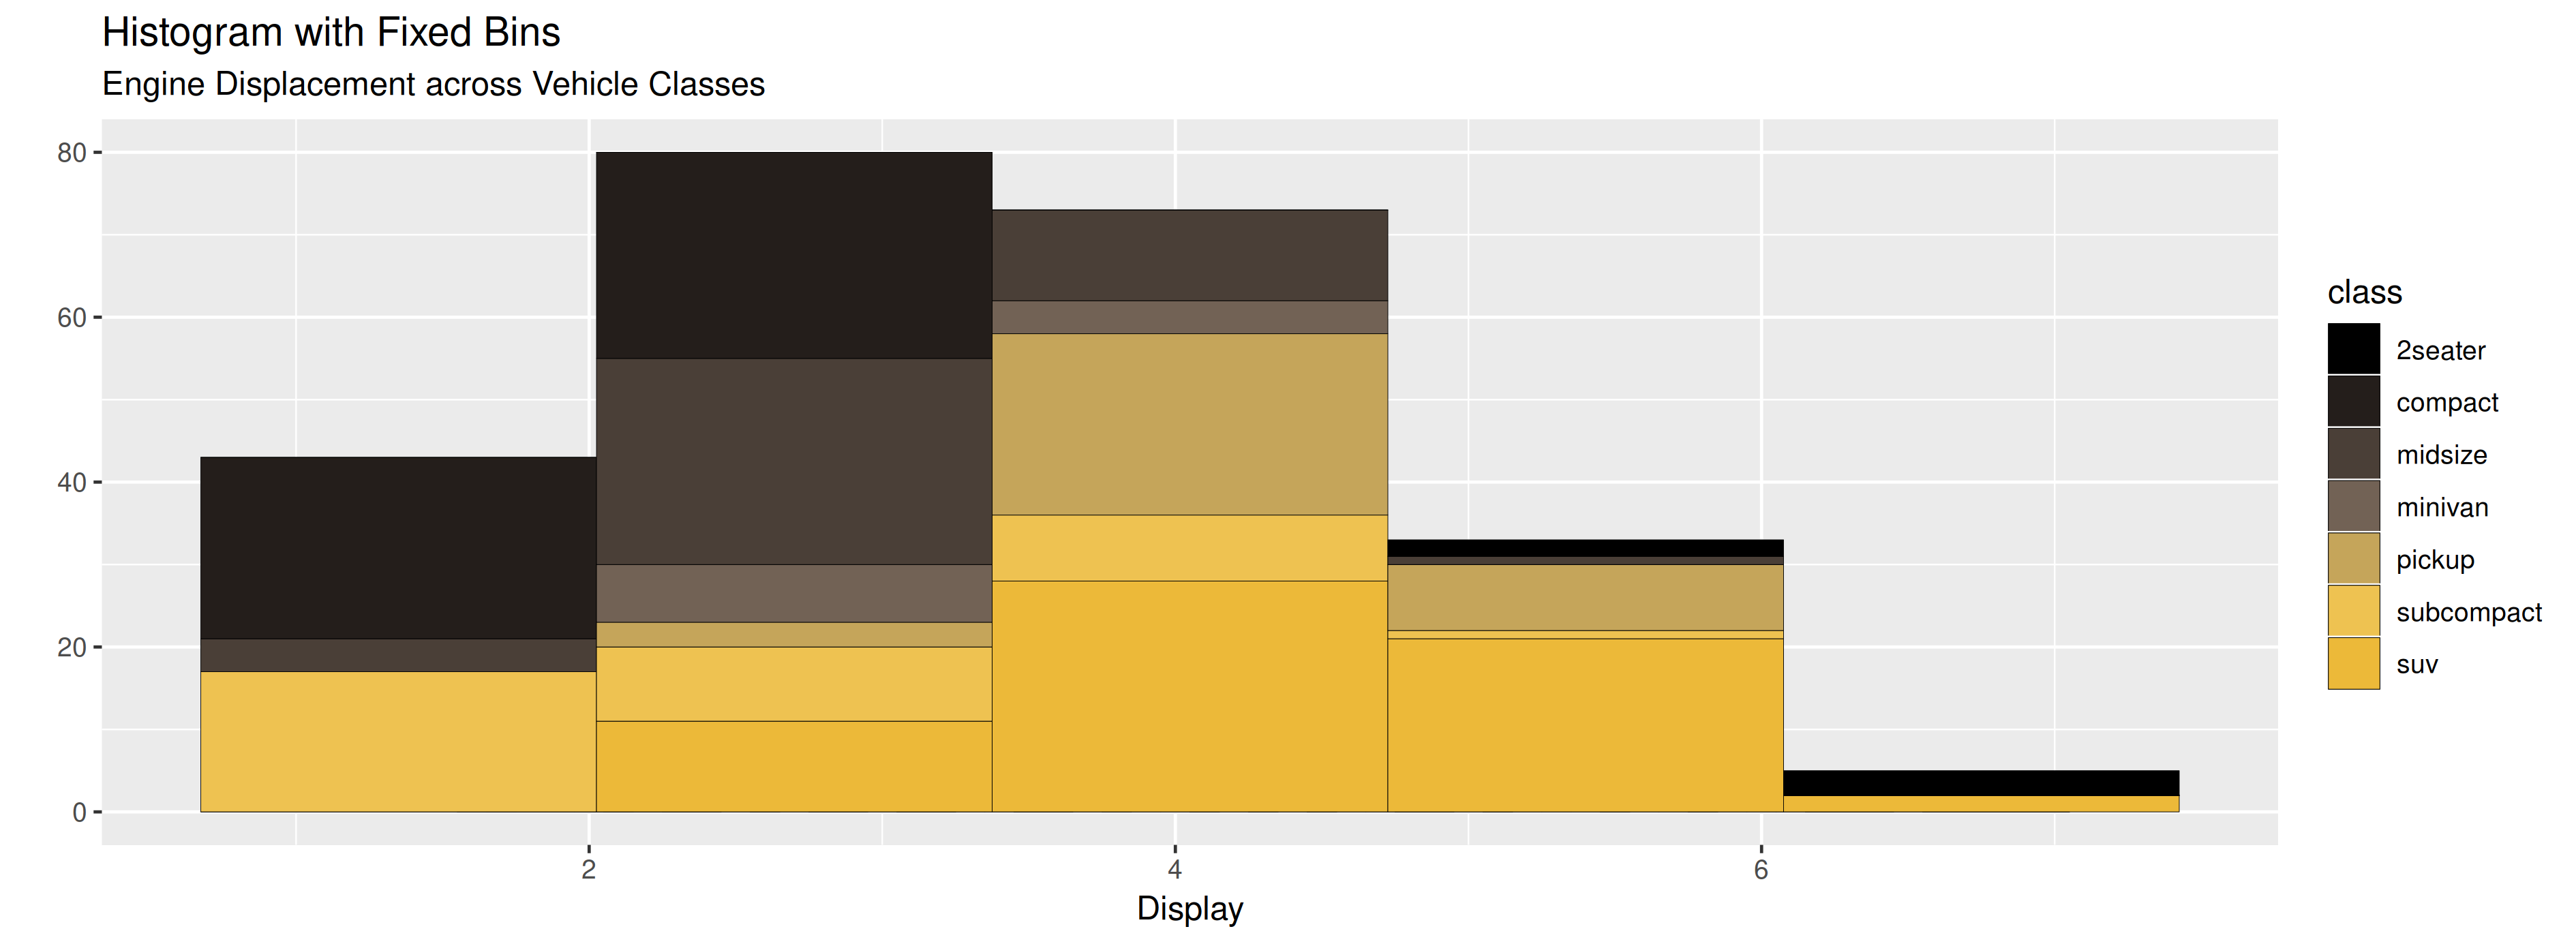 Histogram with Fixed Bins
Engine Displacement across Vehicle Classes
80
60
40
20
0
2
4
6
Display
class
2seater
compact
midsize
minivan
pickup
subcompact
suv